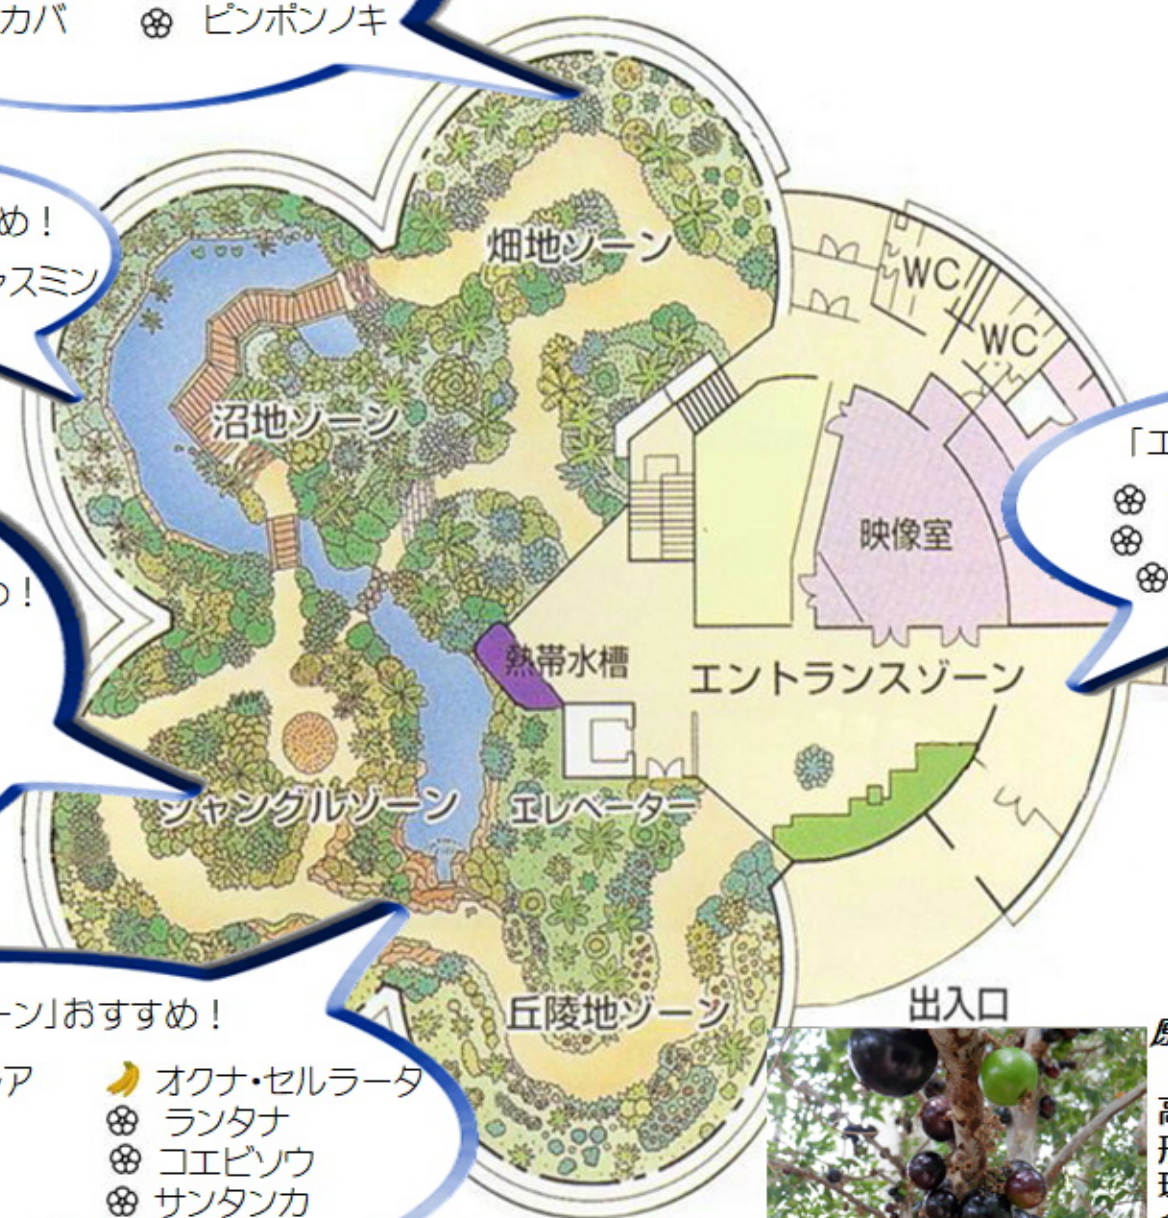 カバ ピンポンノキ
め!
ャスミン
畑地ゾーン
WC
WC
沼地ゾーン
「エ
映像室
め!
熱帯水槽
エントランスゾーン
ジャングルゾーン
エレベーター
丘陵地ゾーン
出入口
ーン」おすすめ!
ア オクナ・セルラータ
ランタナ
コエビソウ
サンタンカ